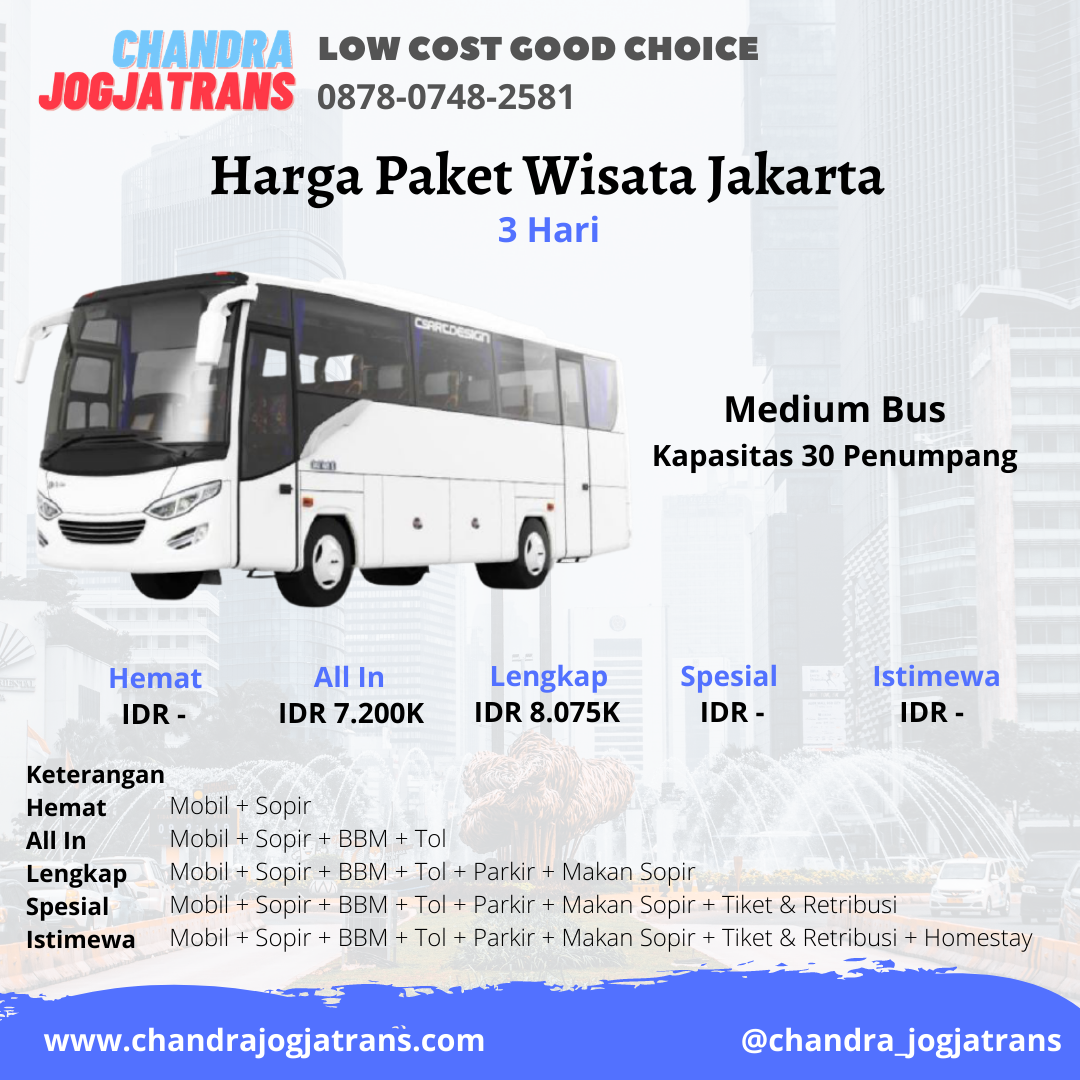 CHANDRA
JOGJATRANS
LOW COST GOOD CHOICE
0878-0748-2581
Harga Paket Wisata Jakarta
3 Hari
CSARTDESIGN
Medium Bus
Kapasitas 30 Penumpang
Hemat
IDR -
All In
IDR 7.200K
Lengkap
IDR 8.075K
Spesial
IDR -
Istimewa
IDR -
Keterangan
Hemat Mobil + Sopir
All In Mobil + Sopir + BBM + Tol
Lengkap Mobil + Sopir + BBM + Tol + Parkir + Makan Sopir
Spesial Mobil + Sopir + BBM + Tol + Parkir + Makan Sopir + Tiket & Retribusi
Istimewa Mobil + Sopir + BBM + Tol + Parkir + Makan Sopir + Tiket & Retribusi + Homestay
www.chandrajogjatrans.com
@chandra_jogjatrans